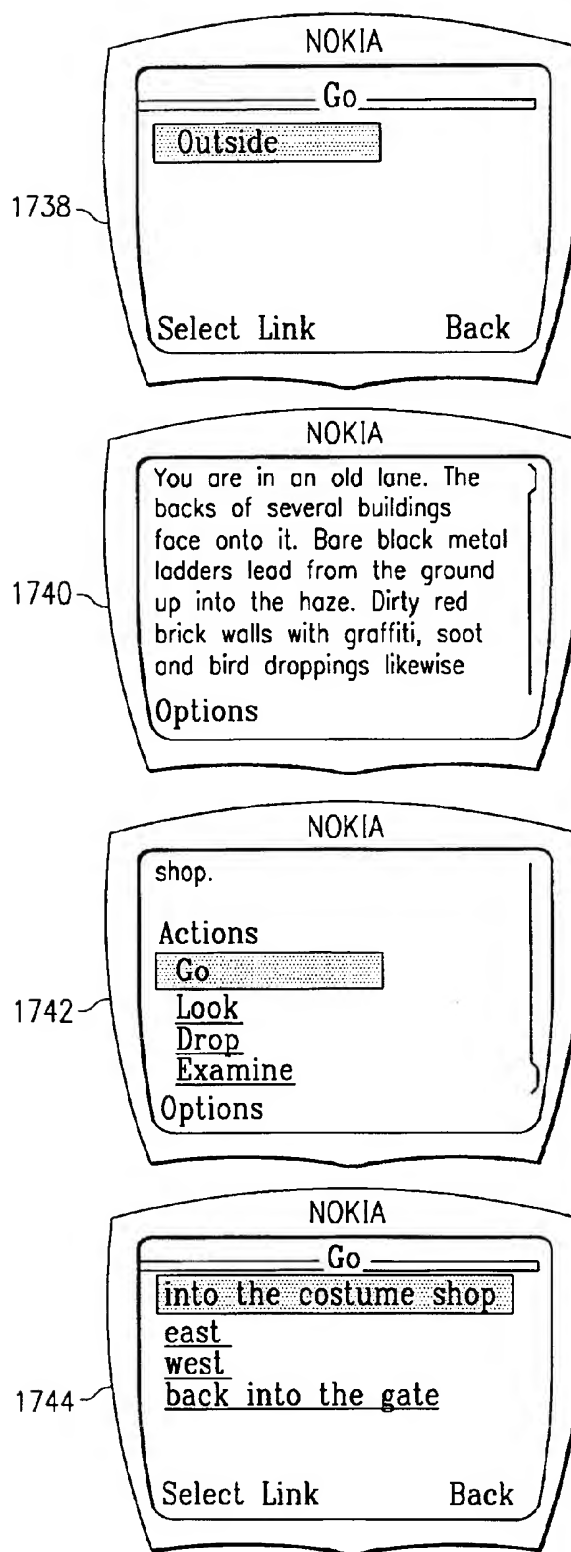 NOKIA
Go
Outside
1738
Select Link Back
NOKIA
You are in an old lane. The
backs of several buildings
face onto it. Bare black metal
ladders lead from the ground
up into the haze. Dirty red
brick walls with graffiti, soot
and bird droppings likewise
1740
Options
NOKIA
shop.
Actions
Go
Look
Drop
Examine
1742
Options
NOKIA
Go
into the costume shop
east
west
back into the gate
1744
Select Link Back